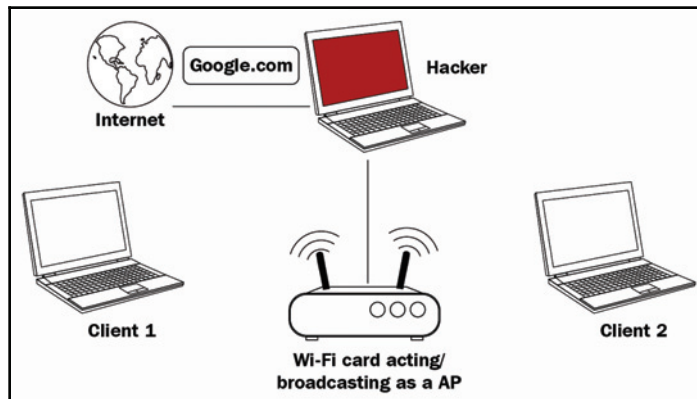 Google.com
Hacker
Internet
Client 1
Client 2
Wi-Fi card acting/
broadcasting as a AP